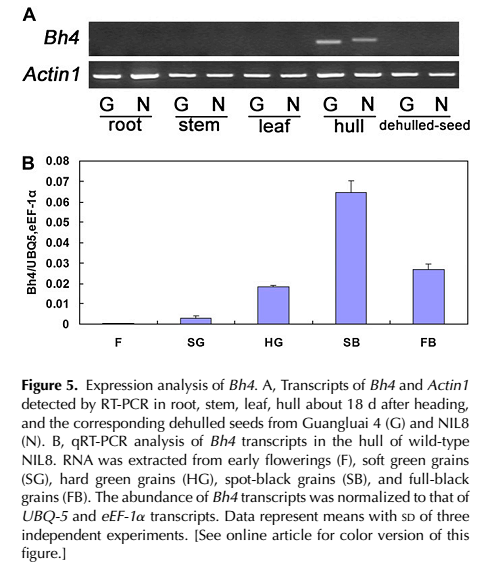 A
Bh4
Actin1
G N G N G N G N G N
root stem leaf hull dehulled-seed
B
Bh4/UBQ5,eEF-1α
0.08
0.07
0.06
0.05
0.04
0.03
0.02
0.01
0
F SG HG SB FB
Figure 5. Expression analysis of Bh4. A, Transcripts of Bh4 and Actin1
detected by RT-PCR in root, stem, leaf, hull about 18 d after heading,
and the corresponding dehulled seeds from Guangluai 4 (G) and NIL8
(N). B, qRT-PCR analysis of Bh4 transcripts in the hull of wild-type
NIL8. RNA was extracted from early flowerings (F), soft green grains
(SG), hard green grains (HG), spot-black grains (SB), and full-black
grains (FB). The abundance of Bh4 transcripts was normalized to that of
UBQ-5 and eEF-1α transcripts. Data represent means with SD of three
independent experiments. [See online article for color version of this
figure.]